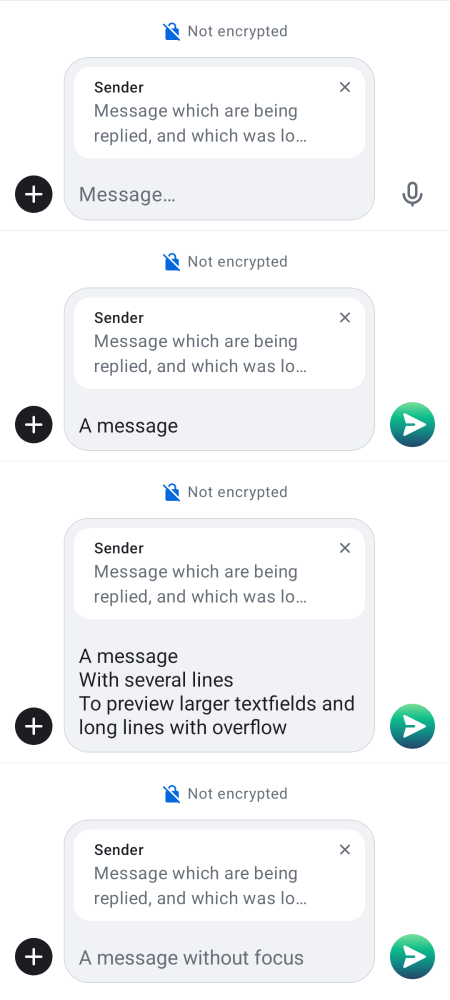 Not encrypted
Sender
Message which are being
replied, and which was lo…
Message…
Not encrypted
Sender
Message which are being
replied, and which was lo…
A message
Not encrypted
Sender
Message which are being
replied, and which was lo…
A message
With several lines
To preview larger textfields and
long lines with overflow
Not encrypted
Sender
Message which are being
replied, and which was lo…
A message without focus